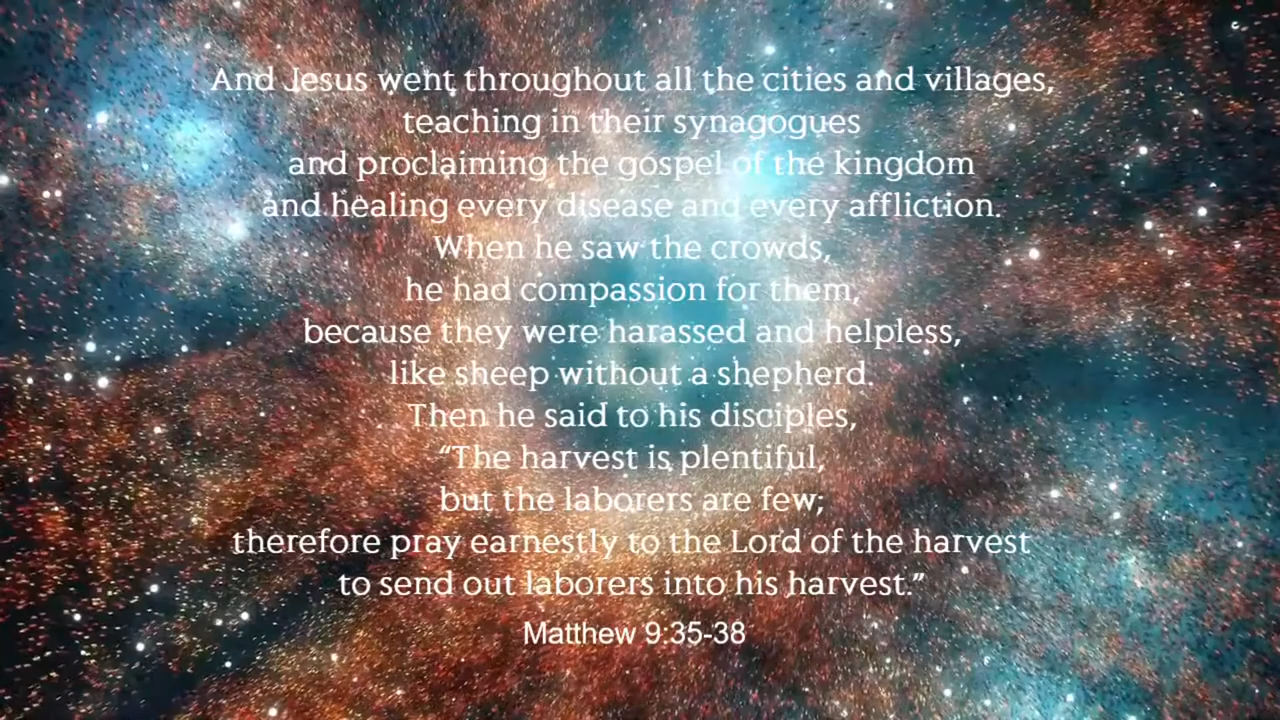 And Jesus went throughout all the cities and villages,
teaching in their synagogues
and proclaiming the gospel of the kingdom
and healing every disease and every affliction.
When he saw the crowds,
he had compassion for them,
because they were harassed and helpless,
like sheep without a shepherd.
Then he said to his disciples,
“The harvest is plentiful,
but the laborers are few;
therefore pray earnestly to the Lord of the harvest
to send out laborers into his harvest.”
Matthew 9:35-38